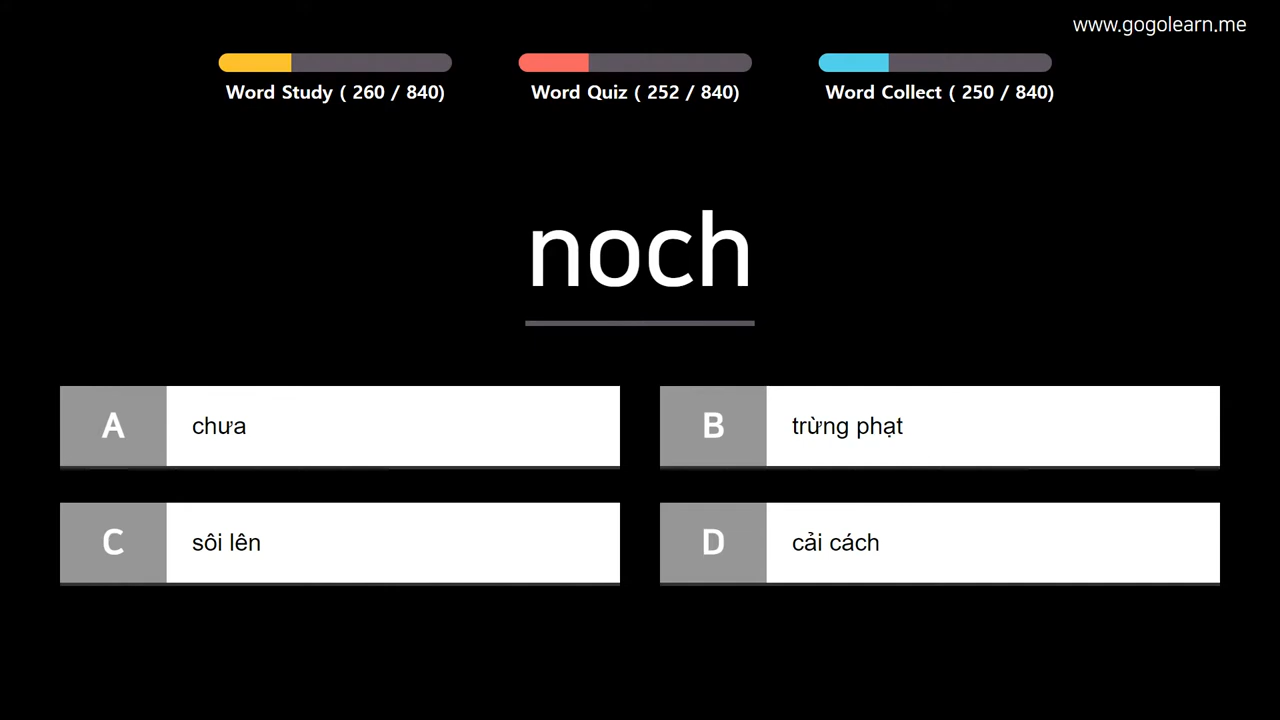 www.gogolearn.me
Word Study ( 260 / 840)
Word Quiz ( 252 / 840)
Word Collect ( 250 / 840)
noch
A
chưa
B
trừng phạt
C
sôi lên
D
cải cách